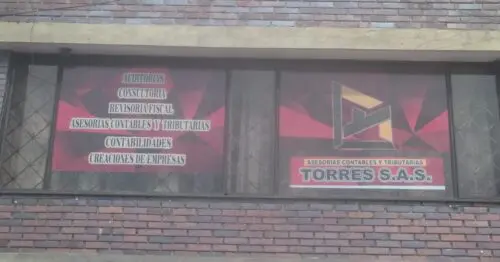 AUDITORIAS
CONSULTORIA
REVISORIA FISCAL
ASESORIAS CONTABLES Y TRIBUTARIAS
CONTABILIDADES
CREACIONES DE EMPRESAS
ASESORIAS CONTABLES Y TRIBUTARIAS
TORRES S.A.S.